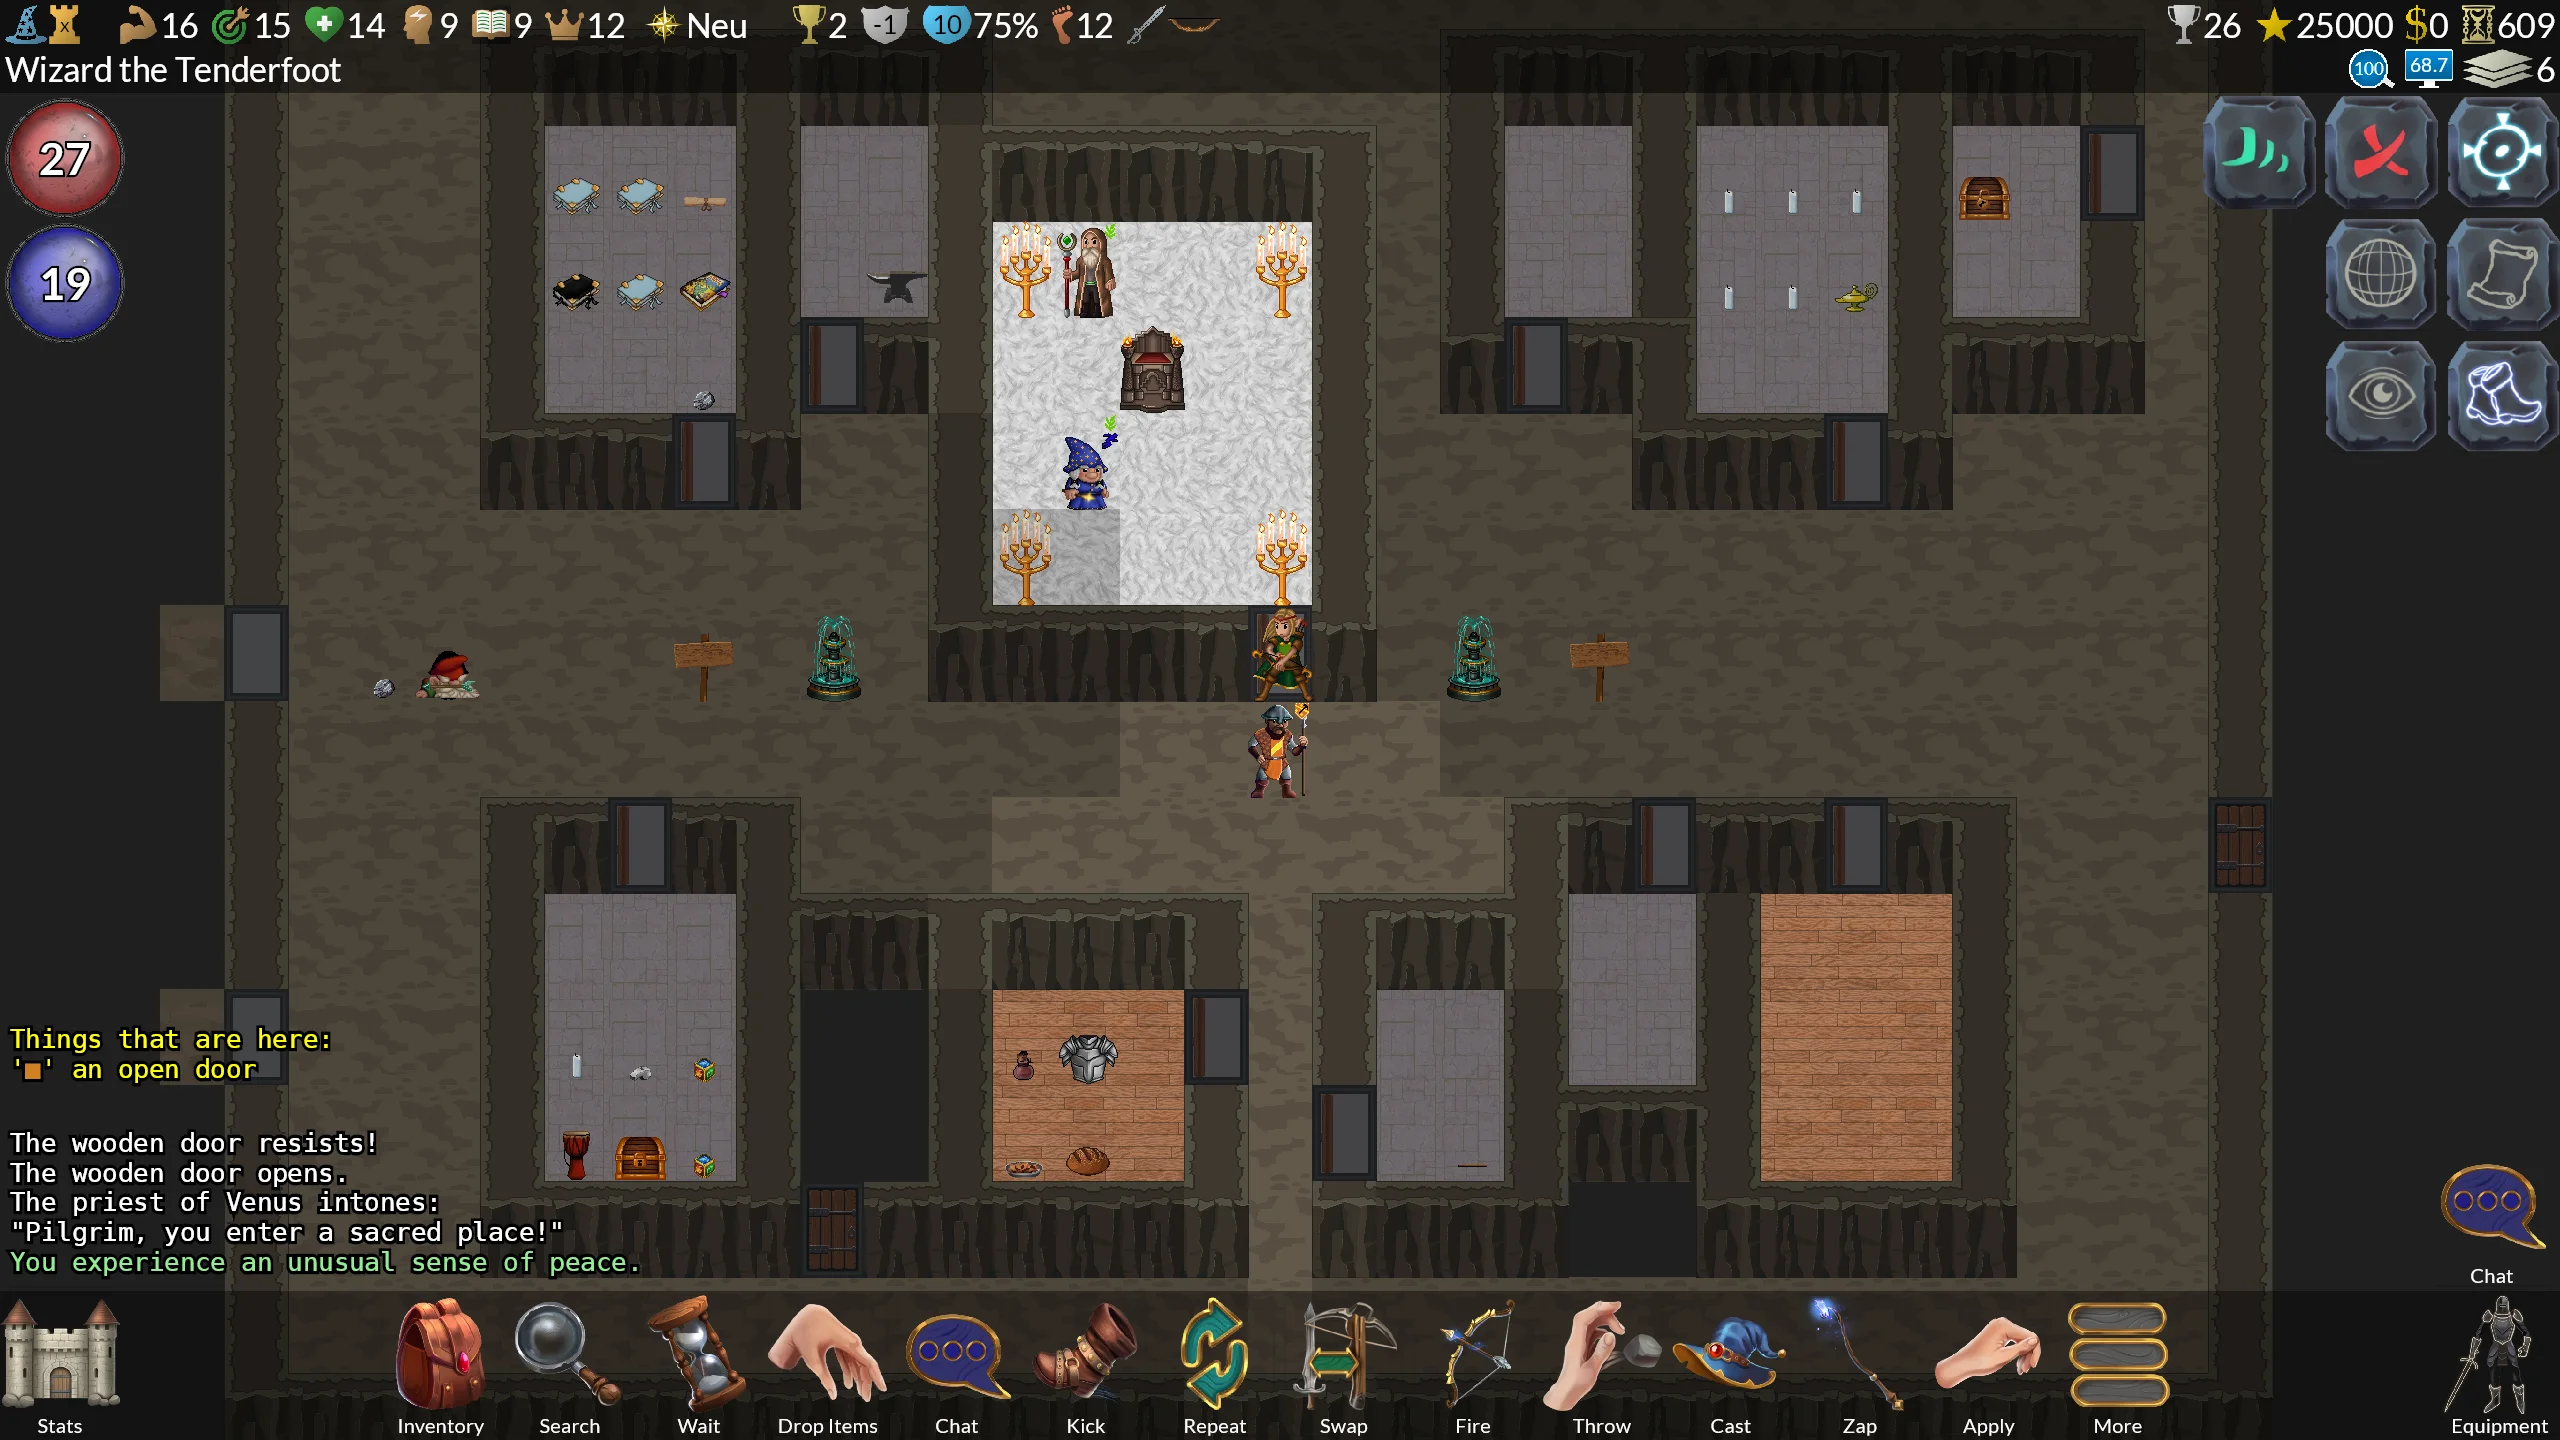 x 16 15 14 9 9 12 Neu 2 -1 10 75% 12 26 25000 $0 609
Wizard the Tenderfoot 100 68.7 6
27
19
Things that are here:
'■' an open door
The wooden door resists!
The wooden door opens.
The priest of Venus intones:
"Pilgrim, you enter a sacred place!"
You experience an unusual sense of peace.
Chat
Stats Inventory Search Wait Drop Items Chat Kick Repeat Swap Fire Throw Cast Zap Apply More Equipment